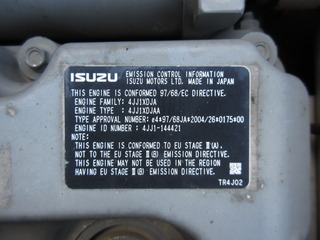 ISUZU EMISSION CONTROL INFORMATION
ISUZU MOTORS LTD. MADE IN JAPAN
THIS ENGINE IS CONFORMED 97/68/EC DIRECTIVE.
ENGINE FAMILY : 4JJ1XDJA
ENGINE TYPE : 4JJ1XDJAA
TYPE APPROVAL NUMBER : e4*97/68JA*2004/26*0175*00
ENGINE ID NUMBER : 4JJ1-144421
NOTE:
THIS ENGINE IS CONFORMED TO EU STAGE Ⅲ(A)
NOT TO EU STAGE Ⅲ(B) ENGINE.
THIS ENGINE MAY NOT BE USED IN THE REGION
HAVING EU STAGE Ⅲ(B) EMISSION DIRECTIVE.
TR4J02